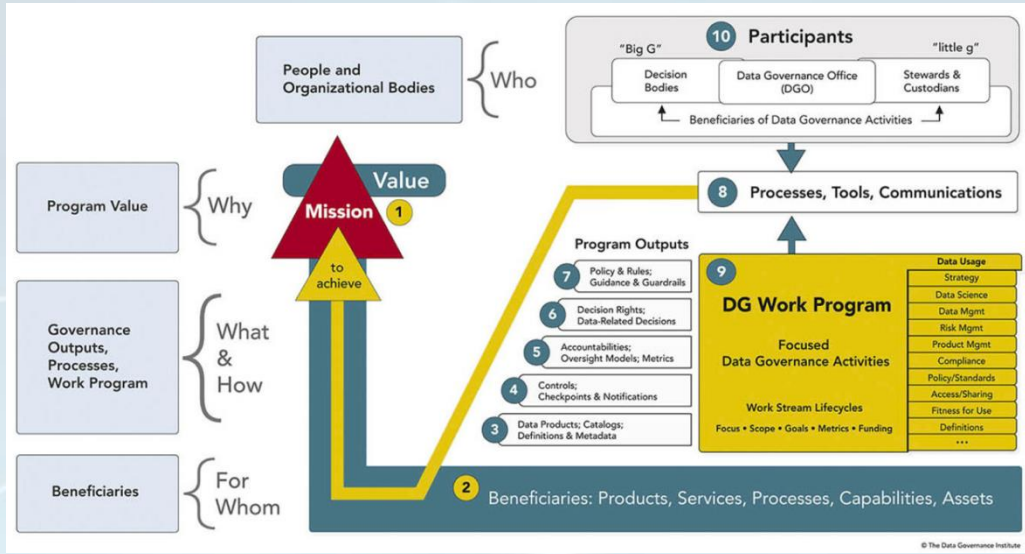 People and
Organizational Bodies
Who
Program Value
Why
Governance
Outputs,
Processes,
Work Program
What
&
How
Beneficiaries
For
Whom
Value
Mission
1
to
achieve
10 Participants
"Big G"
"little g"
Decision
Bodies
Data Governance Office
(DGO)
Stewards &
Custodians
Beneficiaries of Data Governance Activities
8 Processes, Tools, Communications
Program Outputs
7
Policy & Rules;
Guidance & Guardrails
6
Decision Rights;
Data-Related Decisions
5
Accountabilities;
Oversight Models; Metrics
4
Controls;
Checkpoints & Notifications
3
Data Products; Catalogs;
Definitions & Metadata
9
DG Work Program
Focused
Data Governance Activities
Work Stream Lifecycles
Focus • Scope • Goals • Metrics • Funding
Data Usage
Strategy
Data Science
Data Mgmt
Risk Mgmt
Product Mgmt
Compliance
Policy/Standards
Access/Sharing
Fitness for Use
Definitions
•••
2 Beneficiaries: Products, Services, Processes, Capabilities, Assets
© The Data Governance Institute